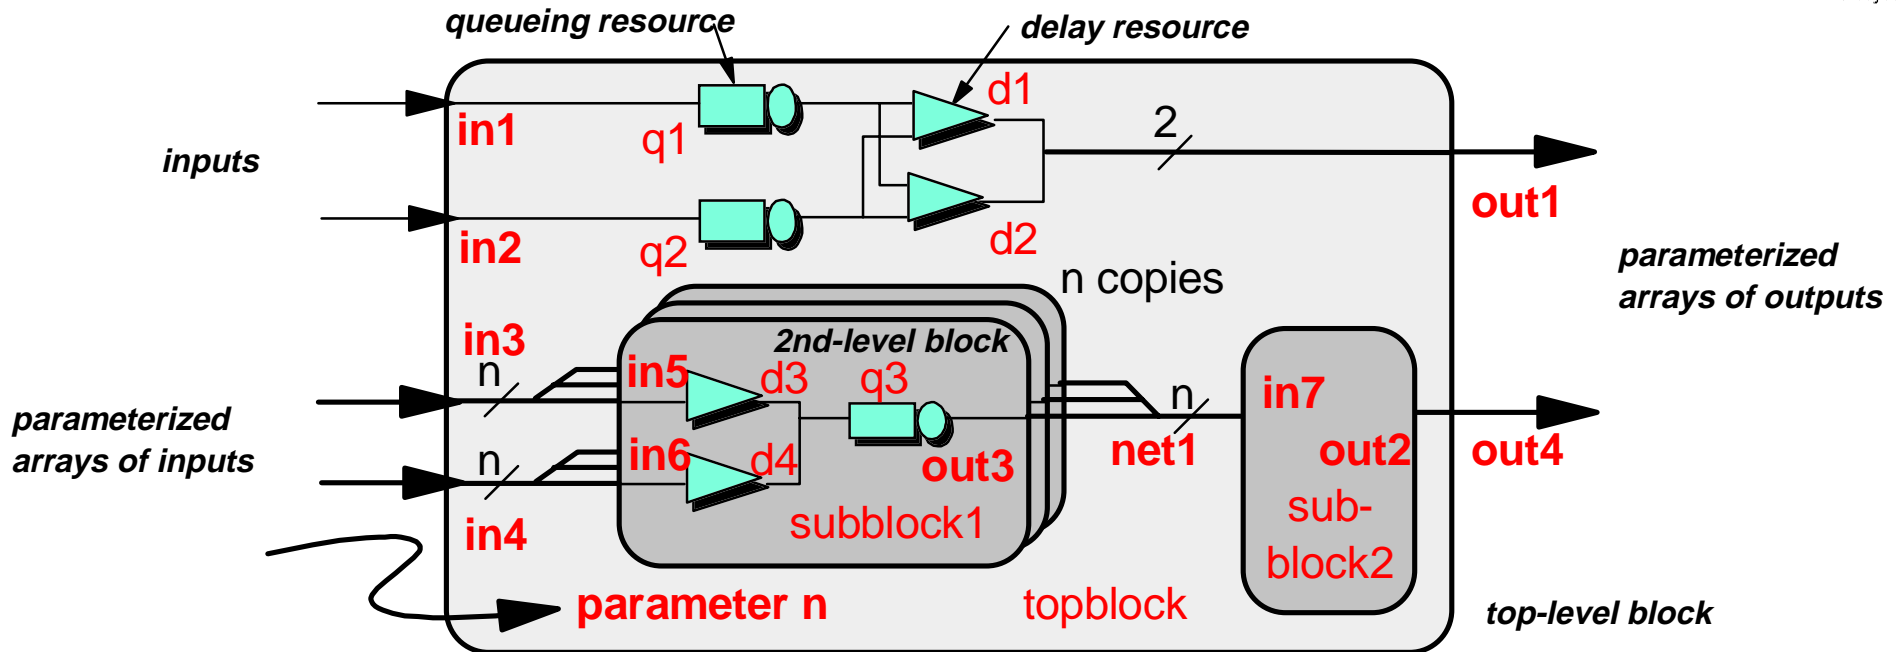 queueing resource
delay resource
d1
in1
q1
2
inputs
out1
in2
q2
d2
n copies
parameterized
arrays of outputs
in3
n
2nd-level block
in5
d3
q3
n
in7
parameterized
arrays of inputs
n
in6
d4
out3
net1
out2
out4
in4
subblock1
sub-
block2
parameter n
topblock
top-level block